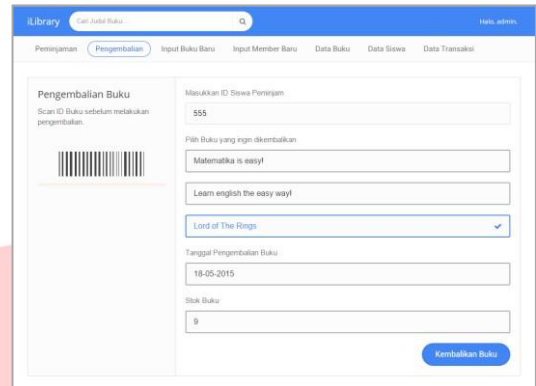 iLibrary
Cari Judul Buku..
Halo, admin.
Peminjaman Pengembalian Input Buku Baru Input Member Baru Data Buku Data Siswa Data Transaksi
Pengembalian Buku
Scan ID Buku sebelum melakukan
pengembalian.
Masukkan ID Siswa Peminjam
555
Pilih Buku yang ingin dikembalikan
Matematika is easy!
Learn english the easy way!
Lord of The Rings
Tanggal Pengembalian Buku
18-05-2015
Stok Buku
9
Kembalikan Buku